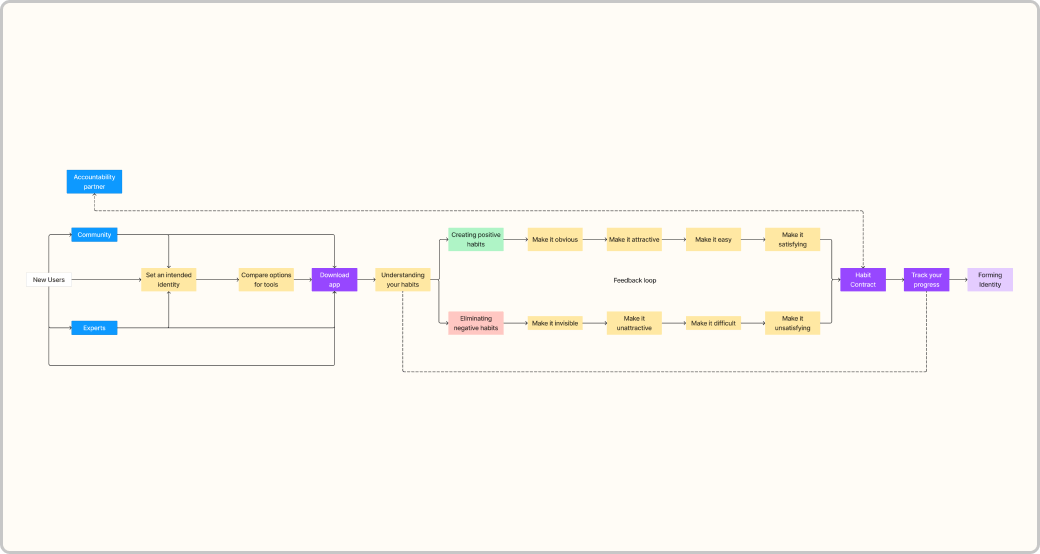 Accountability
partner
Community
New Users
Experts
Set an intended
identity
Compare options
for tools
Download
app
Understanding
your habits
Creating positive
habits
Make it obvious
Make it attractive
Make it easy
Make it
satisfying
Feedback loop
Eliminating
negative habits
Make it invisible
Make it
unattractive
Make it difficult
Make it
unsatisfying
Habit
Contract
Track your
progress
Forming
Identity